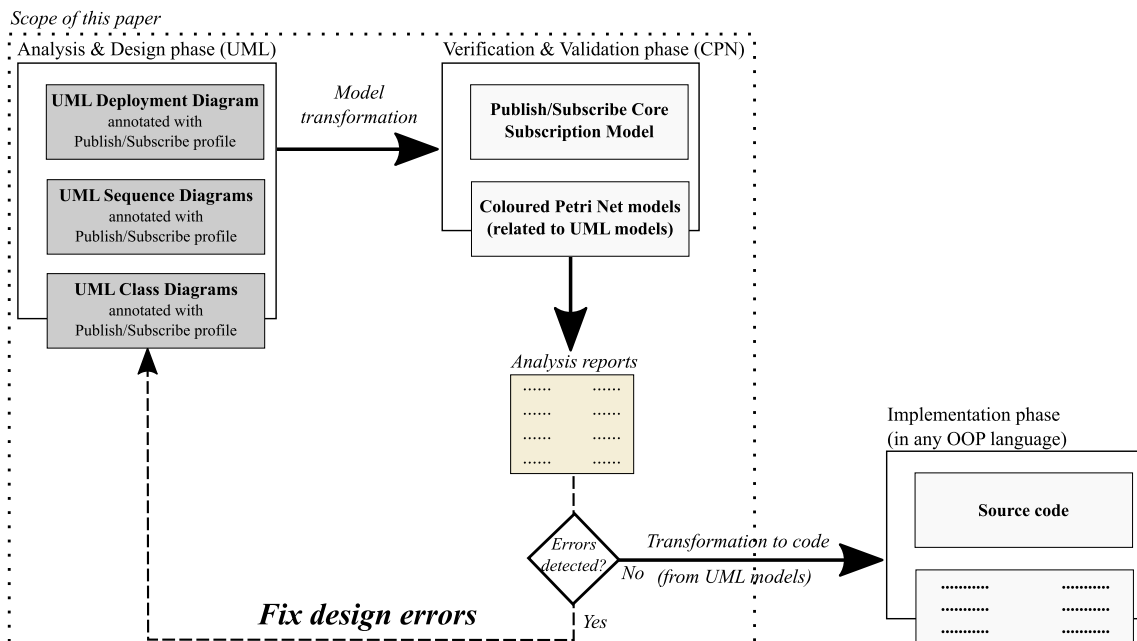 Scope of this paper
Analysis & Design phase (UML)
UML Deployment Diagram
annotated with
Publish/Subscribe profile
UML Sequence Diagrams
annotated with
Publish/Subscribe profile
UML Class Diagrams
annotated with
Publish/Subscribe profile
Model
transformation
Verification & Validation phase (CPN)
Publish/Subscribe Core
Subscription Model
Coloured Petri Net models
(related to UML models)
Analysis reports
...... ......
...... ......
...... ......
...... ......
Errors
detected?
No
Transformation to code
(from UML models)
Yes
Fix design errors
Implementation phase
(in any OOP language)
Source code
........... ...........
........... ...........
........... ...........